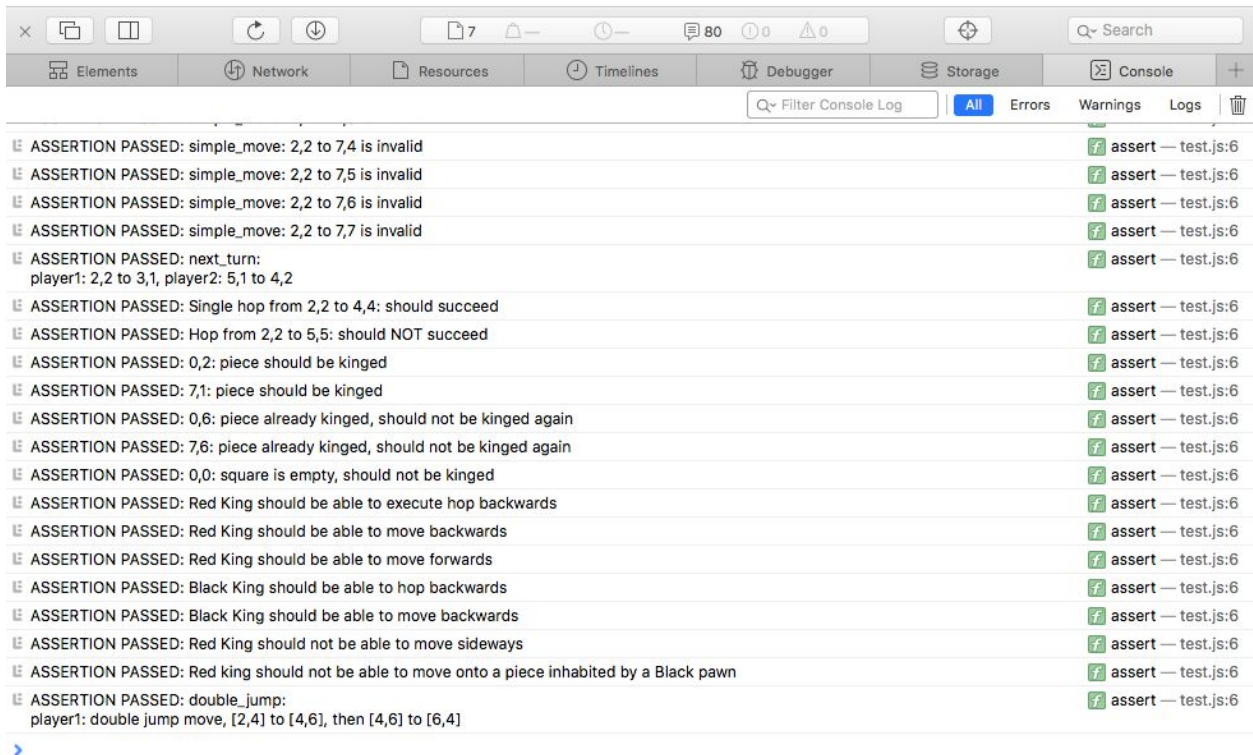 × 7 — — 80 0 0 Search
Elements Network Resources Timelines Debugger Storage Console +
Filter Console Log All Errors Warnings Logs
ASSERTION PASSED: simple_move: 2,2 to 7,4 is invalid assert — test.js:6
ASSERTION PASSED: simple_move: 2,2 to 7,5 is invalid assert — test.js:6
ASSERTION PASSED: simple_move: 2,2 to 7,6 is invalid assert — test.js:6
ASSERTION PASSED: simple_move: 2,2 to 7,7 is invalid assert — test.js:6
ASSERTION PASSED: next_turn: assert — test.js:6
player1: 2,2 to 3,1, player2: 5,1 to 4,2
ASSERTION PASSED: Single hop from 2,2 to 4,4: should succeed assert — test.js:6
ASSERTION PASSED: Hop from 2,2 to 5,5: should NOT succeed assert — test.js:6
ASSERTION PASSED: 0,2: piece should be kinged assert — test.js:6
ASSERTION PASSED: 7,1: piece should be kinged assert — test.js:6
ASSERTION PASSED: 0,6: piece already kinged, should not be kinged again assert — test.js:6
ASSERTION PASSED: 7,6: piece already kinged, should not be kinged again assert — test.js:6
ASSERTION PASSED: 0,0: square is empty, should not be kinged assert — test.js:6
ASSERTION PASSED: Red King should be able to execute hop backwards assert — test.js:6
ASSERTION PASSED: Red King should be able to move backwards assert — test.js:6
ASSERTION PASSED: Red King should be able to move forwards assert — test.js:6
ASSERTION PASSED: Black King should be able to hop backwards assert — test.js:6
ASSERTION PASSED: Black King should be able to move backwards assert — test.js:6
ASSERTION PASSED: Red King should not be able to move sideways assert — test.js:6
ASSERTION PASSED: Red king should not be able to move onto a piece inhabited by a Black pawn assert — test.js:6
ASSERTION PASSED: double_jump: assert — test.js:6
player1: double jump move, [2,4] to [4,6], then [4,6] to [6,4]